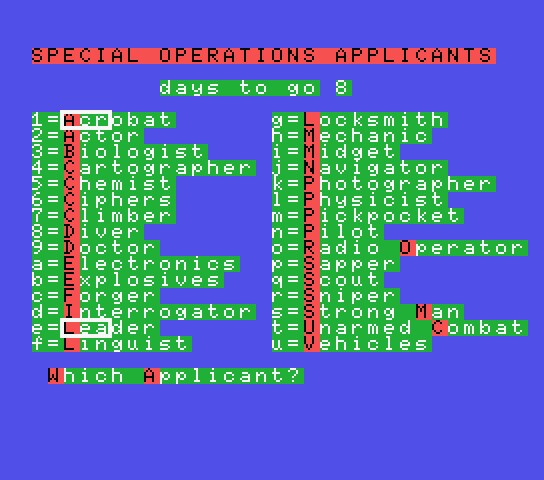 SPECIAL OPERATIONS APPLICANTS
days to go 8
1=Acrobat
2=Actor
3=Biologist
4=Cartographer
5=Chemist
6=Ciphers
7=Climber
8=Diver
9=Doctor
a=Electronics
b=Explosives
c=Forger
d=Interrogator
e=Leader
f=Linguist
g=Locksmith
h=Mechanic
i=Midget
j=Navigator
k=Photographer
l=Physicist
m=Pickpocket
n=Pilot
o=Radio Operator
p=Sapper
q=Scout
r=Sniper
s=Strong Man
t=Unarmed Combat
u=Vehicles
Which Applicant?